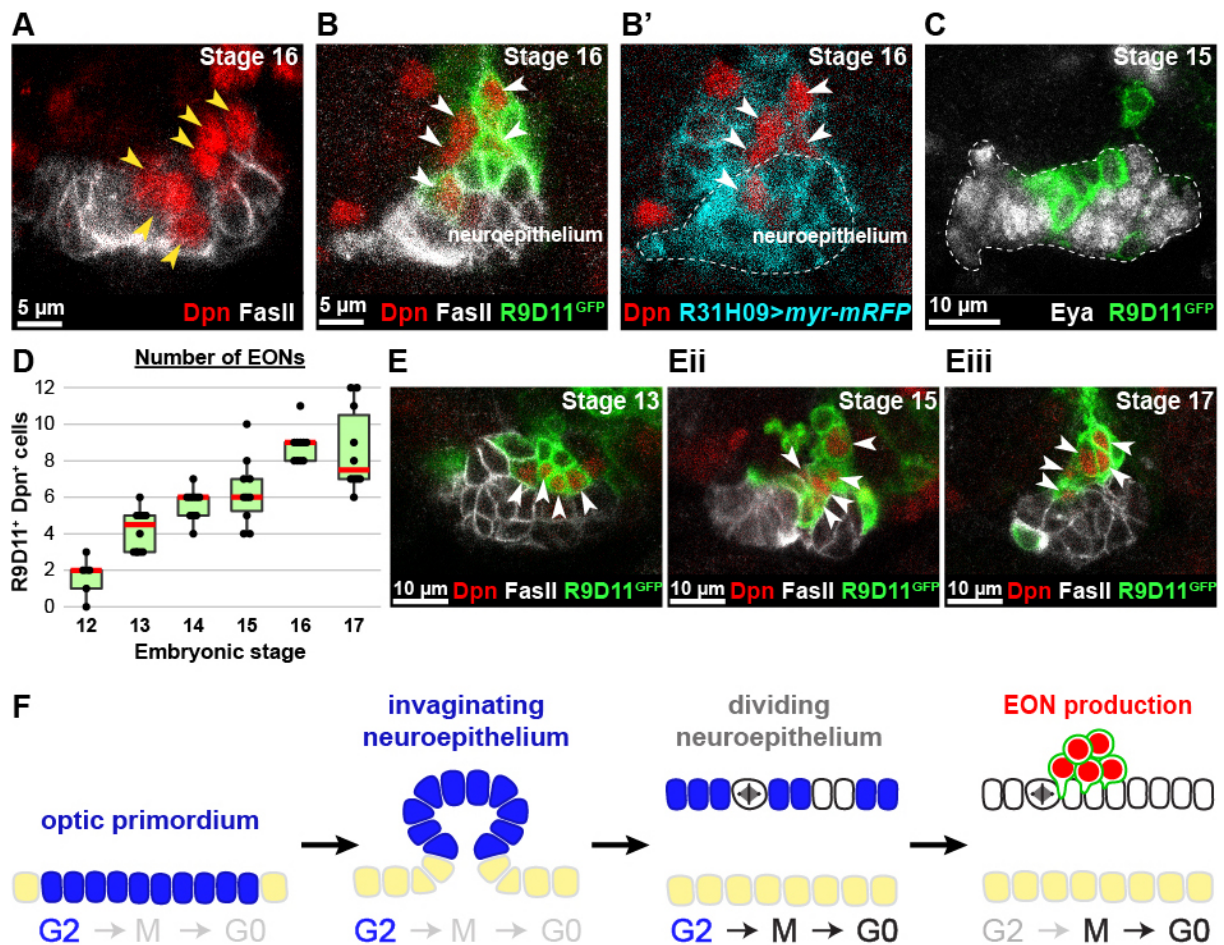 A
Stage 16
5 µm
Dpn FasII
B
Stage 16
neuroepithelium
5 µm
Dpn FasII R9D11GFP
B’
Stage 16
neuroepithelium
Dpn R31H09>myr-mRFP
C
Stage 15
10 µm
Eya R9D11GFP
D
Number of EONs
R9D11+ Dpn+ cells
12
10
8
6
4
2
0
12 13 14 15 16 17
Embryonic stage
E
Stage 13
10 µm
Dpn FasII R9D11GFP
Eii
Stage 15
10 µm
Dpn FasII R9D11GFP
Eiii
Stage 17
10 µm
Dpn FasII R9D11GFP
F
optic primordium
G2 → M → G0
invaginating
neuroepithelium
G2 → M → G0
dividing
neuroepithelium
G2 → M → G0
EON production
G2 → M → G0